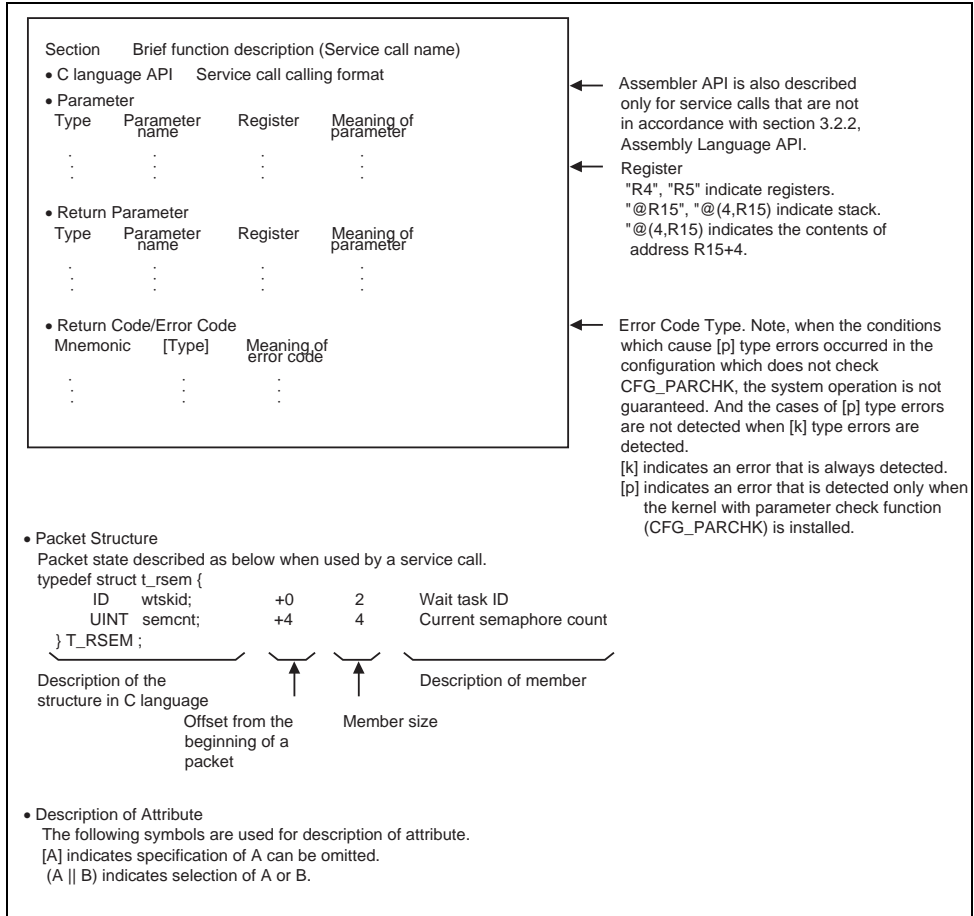 Section Brief function description (Service call name)
• C language API Service call calling format
• Parameter
Type Parameter name Register Meaning of parameter
. . . .
. . . .
. . . .
• Return Parameter
Type Parameter name Register Meaning of parameter
. . . .
. . . .
. . . .
• Return Code/Error Code
Mnemonic [Type] Meaning of error code
. . .
. . .
. . .
Assembler API is also described
only for service calls that are not
in accordance with section 3.2.2,
Assembly Language API.
Register
"R4", "R5" indicate registers.
"@R15", "@(4,R15) indicate stack.
"@(4,R15) indicates the contents of
address R15+4.
Error Code Type. Note, when the conditions
which cause [p] type errors occurred in the
configuration which does not check
CFG_PARCHK, the system operation is not
guaranteed. And the cases of [p] type errors
are not detected when [k] type errors are
detected.
[k] indicates an error that is always detected.
[p] indicates an error that is detected only when
the kernel with parameter check function
(CFG_PARCHK) is installed.
• Packet Structure
Packet state described as below when used by a service call.
typedef struct t_rsem {
ID wtskid; +0 2 Wait task ID
UINT semcnt; +4 4 Current semaphore count
} T_RSEM ;
Description of the
structure in C language
Offset from the
beginning of a
packet
Member size
Description of member
• Description of Attribute
The following symbols are used for description of attribute.
[A] indicates specification of A can be omitted.
(A || B) indicates selection of A or B.